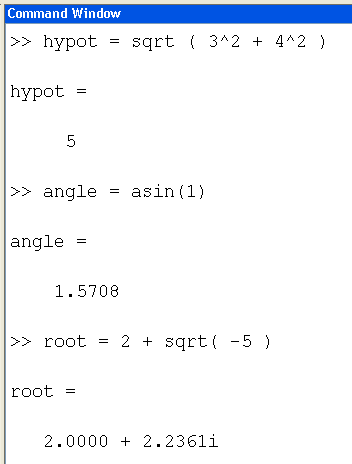 Command Window
>> hypot = sqrt ( 3^2 + 4^2 )
hypot =
5
>> angle = asin(1)
angle =
1.5708
>> root = 2 + sqrt( -5 )
root =
2.0000 + 2.2361i